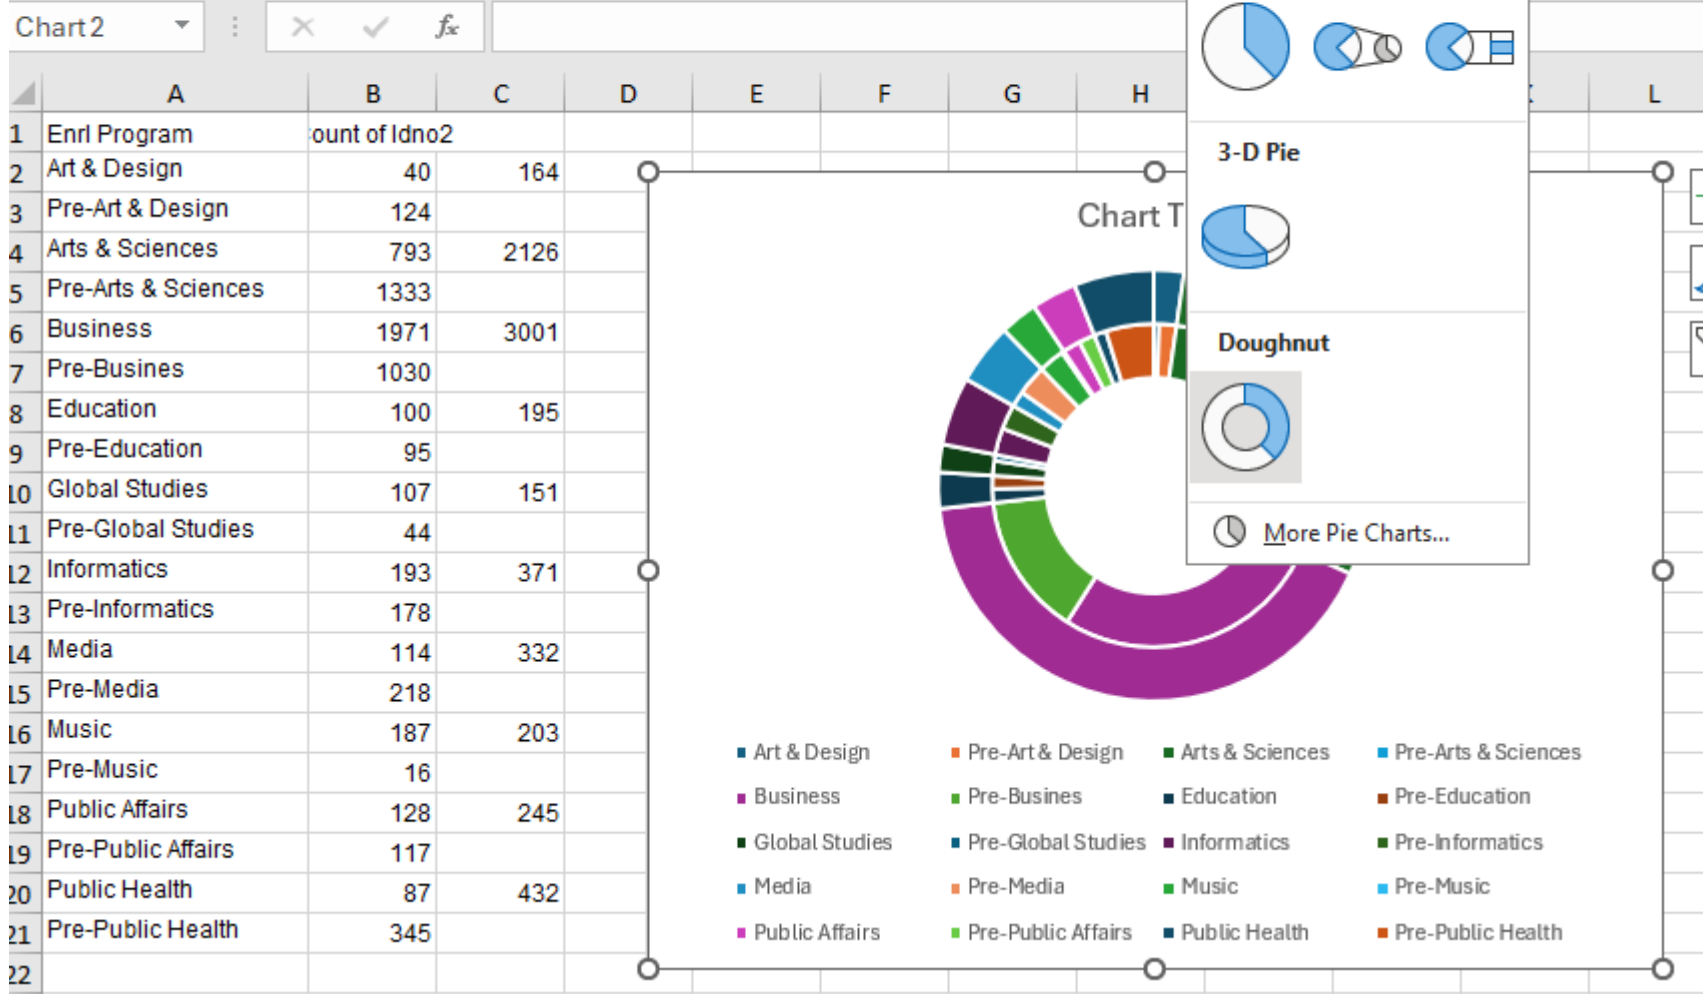 Chart 2 fx
A B C D E F G H L
1 Enrl Program ount of Idno2
2 Art & Design 40 164
3 Pre-Art & Design 124
4 Arts & Sciences 793 2126
5 Pre-Arts & Sciences 1333
6 Business 1971 3001
7 Pre-Busines 1030
8 Education 100 195
9 Pre-Education 95
10 Global Studies 107 151
11 Pre-Global Studies 44
12 Informatics 193 371
13 Pre-Informatics 178
14 Media 114 332
15 Pre-Media 218
16 Music 187 203
17 Pre-Music 16
18 Public Affairs 128 245
19 Pre-Public Affairs 117
20 Public Health 87 432
21 Pre-Public Health 345
22
Chart T
3-D Pie
Doughnut
More Pie Charts...
Art & Design Pre-Art & Design Arts & Sciences Pre-Arts & Sciences
Business Pre-Busines Education Pre-Education
Global Studies Pre-Global Studies Informatics Pre-Informatics
Media Pre-Media Music Pre-Music
Public Affairs Pre-Public Affairs Public Health Pre-Public Health